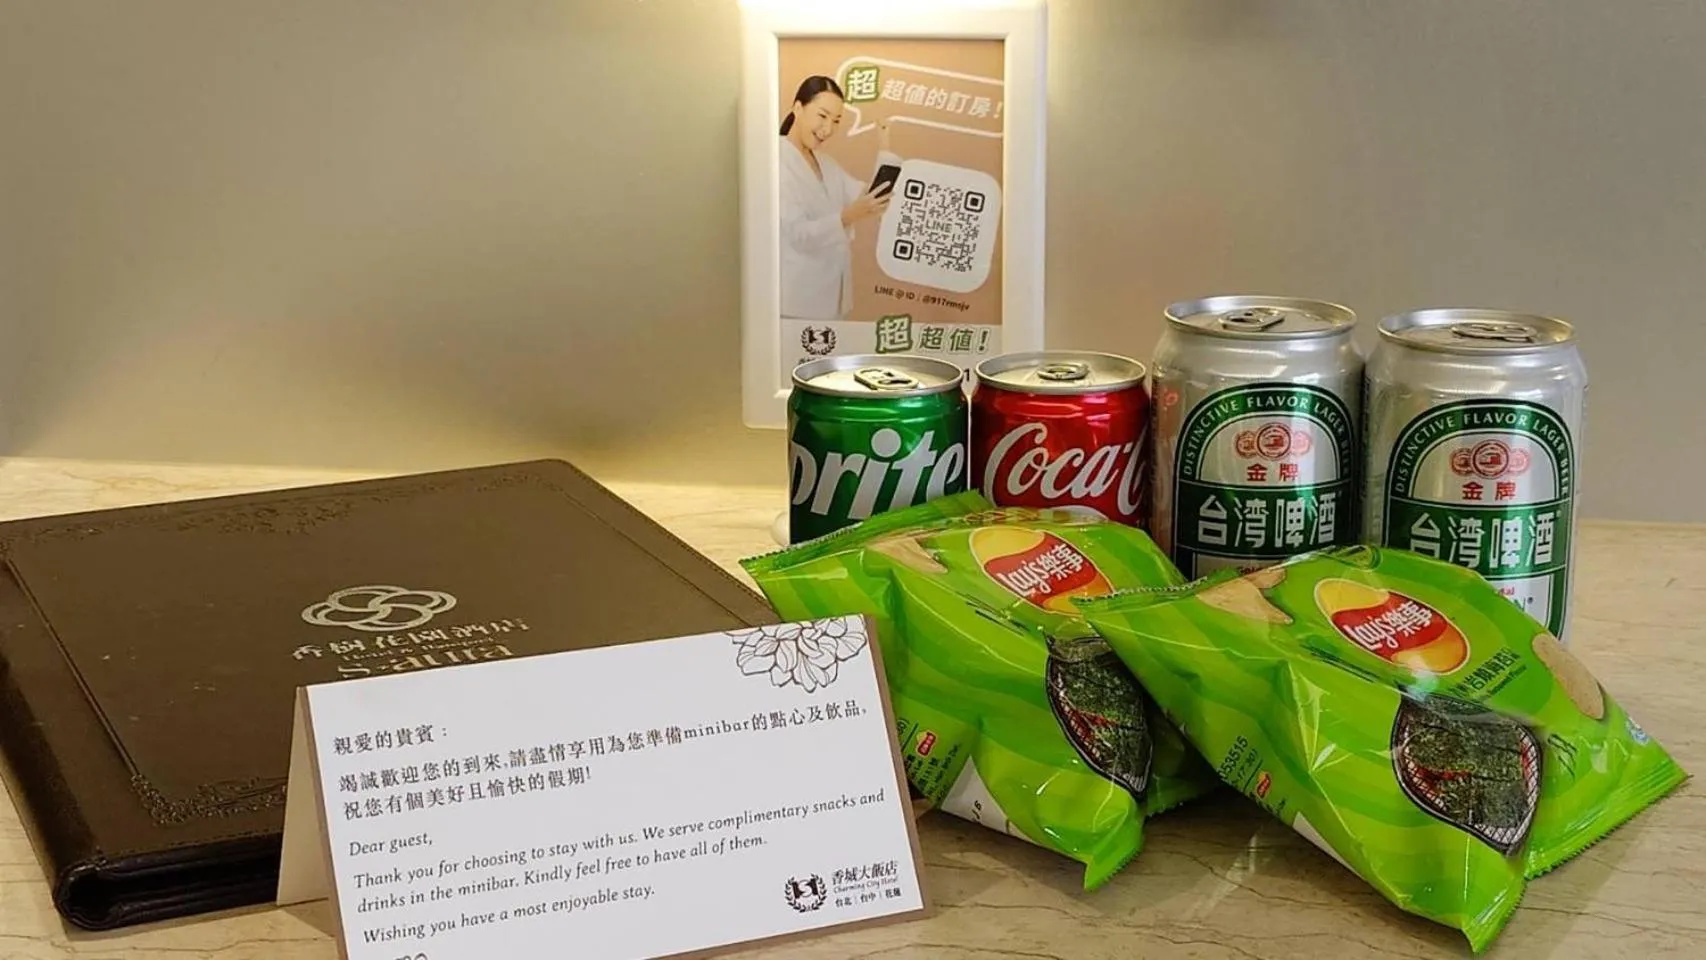 超 超值的訂房!
LINE
LINE@ID | @917rmsjv
超 超值!
Drite
Coca-C
DISTINCTIVE FLAVOR LAGER BEER
金牌
台湾啤酒
DISTINCTIVE FLAVOR LAGER BEER
金牌
台湾啤酒
Lay's樂事
Lay's樂事
香樹花園酒店
親愛的貴賓:
竭誠歡迎您的到來,請盡情享用為您準備minibar的點心及飲品,
祝您有個美好且愉快的假期!
Dear guest,
Thank you for choosing to stay with us. We serve complimentary snacks and
drinks in the minibar. Kindly feel free to have all of them.
Wishing you have a most enjoyable stay.
香城大飯店
Charming City Hotel
台北 | 台中 | 花蓮